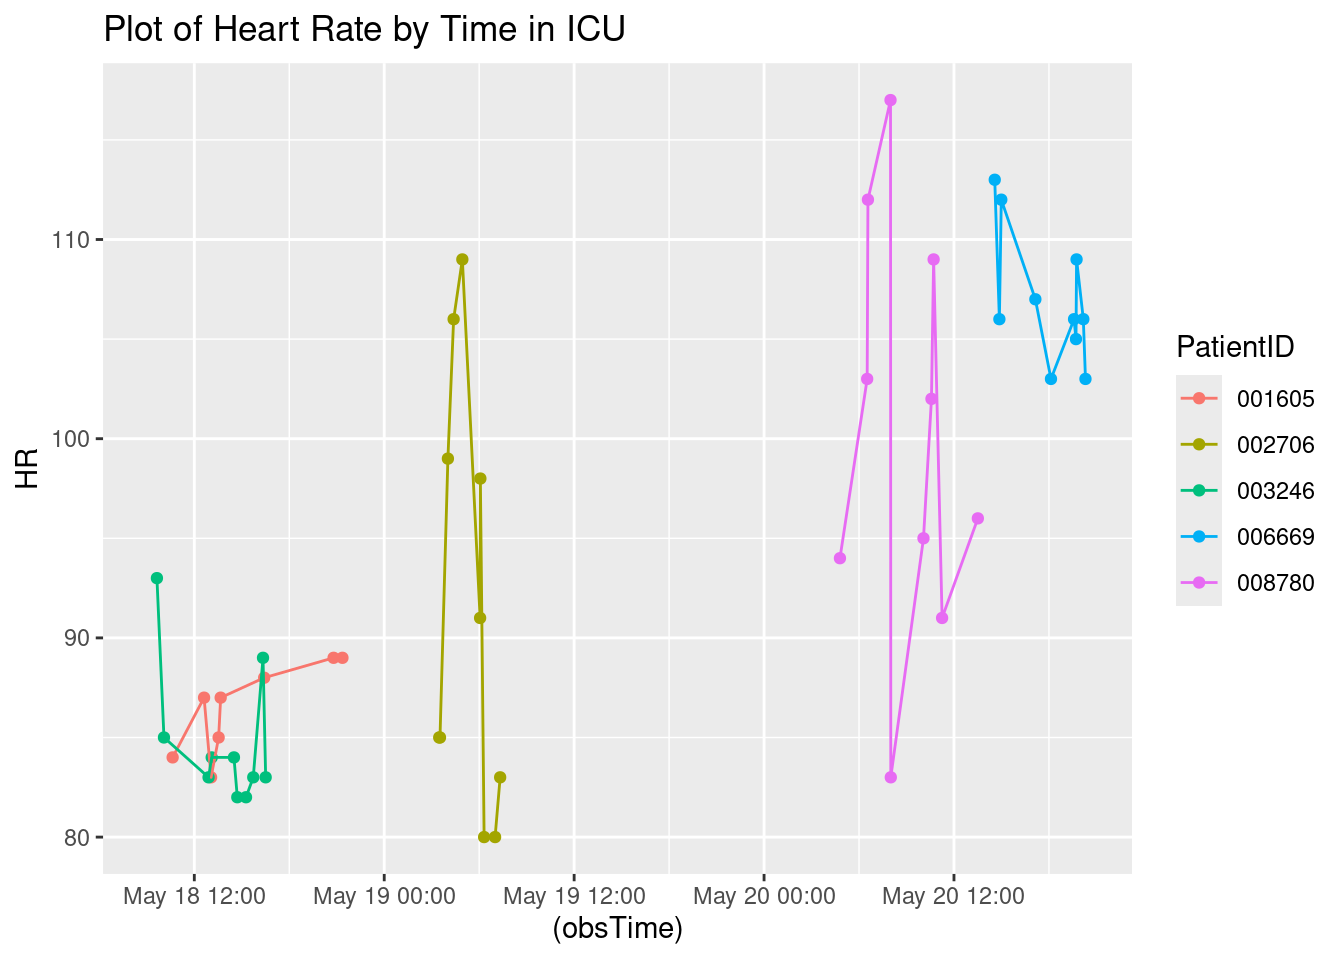 Plot of Heart Rate by Time in ICU
HR
110
100
90
80
May 18 12:00
May 19 00:00
May 19 12:00
May 20 00:00
May 20 12:00
(obsTime)
PatientID
001605
002706
003246
006669
008780